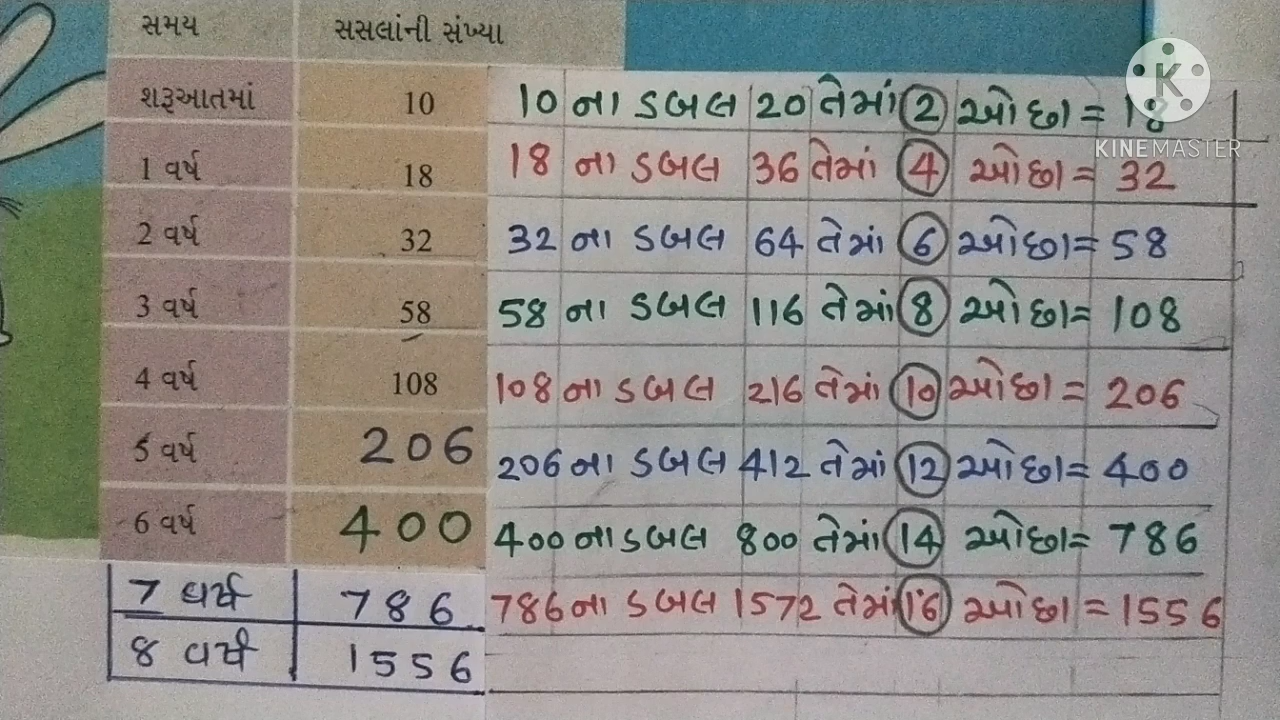 સમય સસલાંની સંખ્યા
શરૂઆતમાં 10 10 ના ડબલ 20 તેમાં 2 ઓછા = 18
K
KINEMASTER
1 વર્ષ 18 18 ના ડબલ 36 તેમાં 4 ઓછા = 32
2 વર્ષ 32 32 ના ડબલ 64 તેમાં 6 ઓછા = 58
3 વર્ષ 58 58 ના ડબલ 116 તેમાં 8 ઓછા = 108
4 વર્ષ 108 108 ના ડબલ 216 તેમાં 10 ઓછા = 206
5 વર્ષ 206 206 ના ડબલ 412 તેમાં 12 ઓછા = 400
6 વર્ષ 400 400 ના ડબલ 800 તેમાં 14 ઓછા = 786
7 વર્ષ 786 786 ના ડબલ 1572 તેમાં 16 ઓછા = 1556
8 વર્ષ 1556